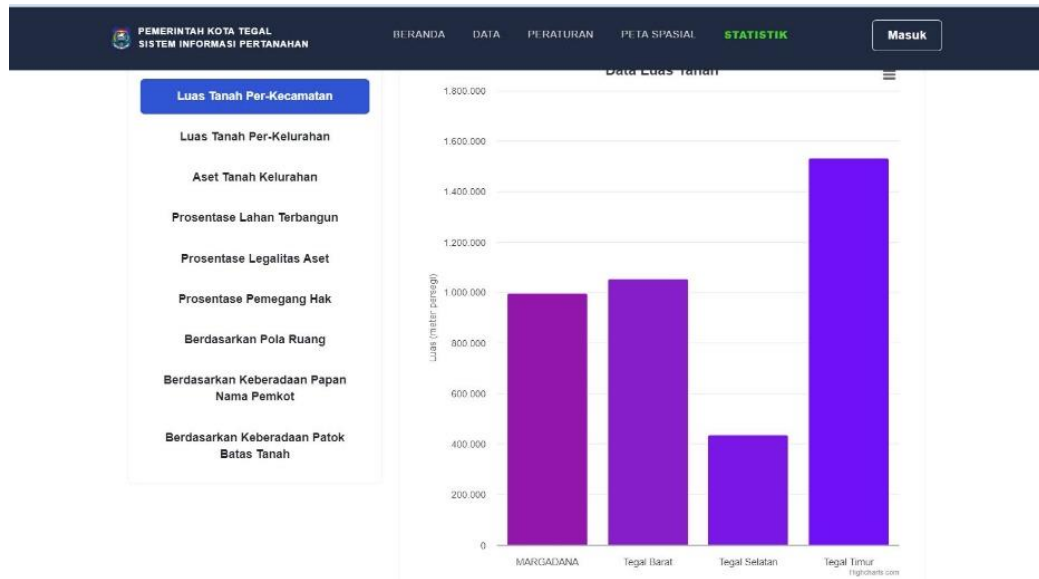 PEMERINTAH KOTA TEGAL
SISTEM INFORMASI PERTANAHAN
BERANDA DATA PERATURAN PETA SPASIAL STATISTIK Masuk
Luas Tanah Per-Kecamatan
Luas Tanah Per-Kelurahan
Aset Tanah Kelurahan
Prosentase Lahan Terbangun
Prosentase Legalitas Aset
Prosentase Pemegang Hak
Berdasarkan Pola Ruang
Berdasarkan Keberadaan Papan
Nama Pemkot
Berdasarkan Keberadaan Patok
Batas Tanah
Data Luas Tanah
Luas (meter persegi)
1.800.000
1.600.000
1.400.000
1.200.000
1.000.000
800.000
600.000
400.000
200.000
0
MARGADANA Tegal Barat Tegal Selatan Tegal Timur
Highcharts.com